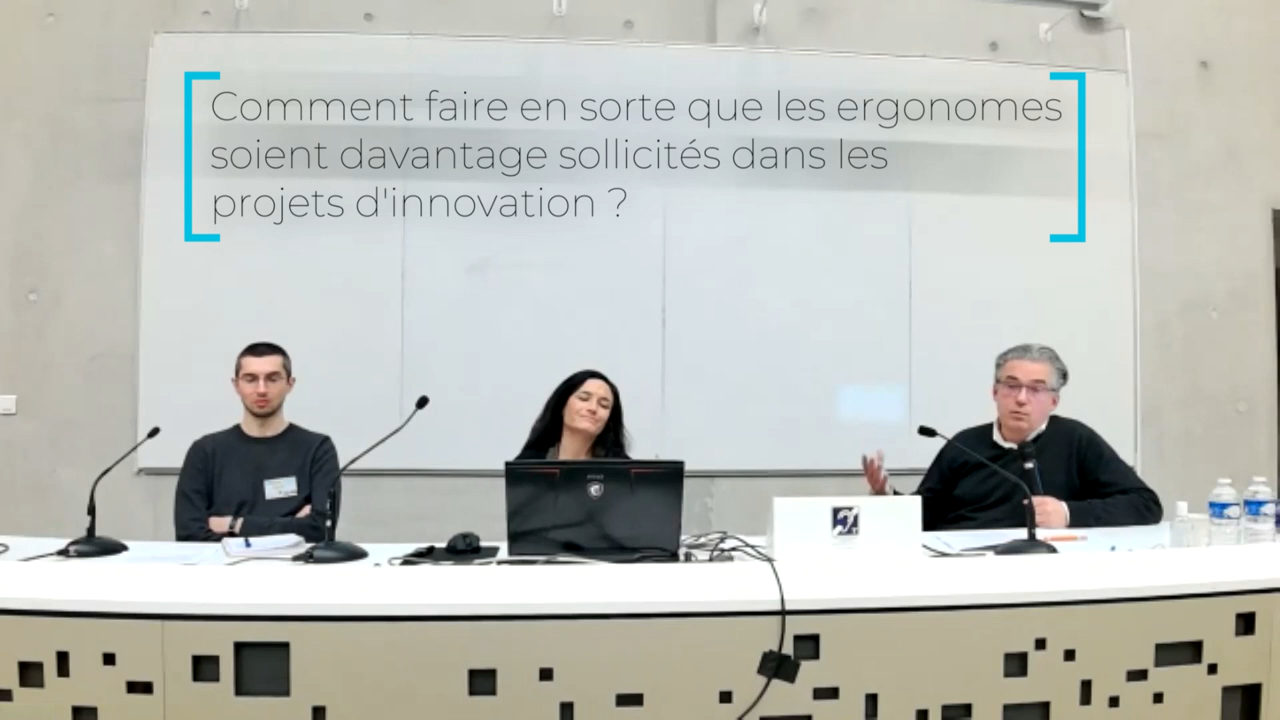 Comment faire en sorte que les ergonomes
soient davantage sollicités dans les
projets d'innovation ?